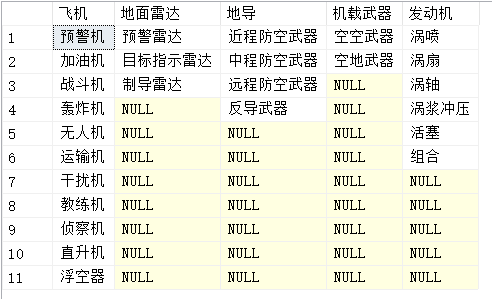 飞机 地面雷达 地导 机载武器 发动机
1 预警机 预警雷达 近程防空武器 空空武器 涡喷
2 加油机 目标指示雷达 中程防空武器 空地武器 涡扇
3 战斗机 制导雷达 远程防空武器 NULL 涡轴
4 轰炸机 NULL 反导武器 NULL 涡浆冲压
5 无人机 NULL NULL NULL 活塞
6 运输机 NULL NULL NULL 组合
7 干扰机 NULL NULL NULL NULL
8 教练机 NULL NULL NULL NULL
9 侦察机 NULL NULL NULL NULL
10 直升机 NULL NULL NULL NULL
11 浮空器 NULL NULL NULL NULL